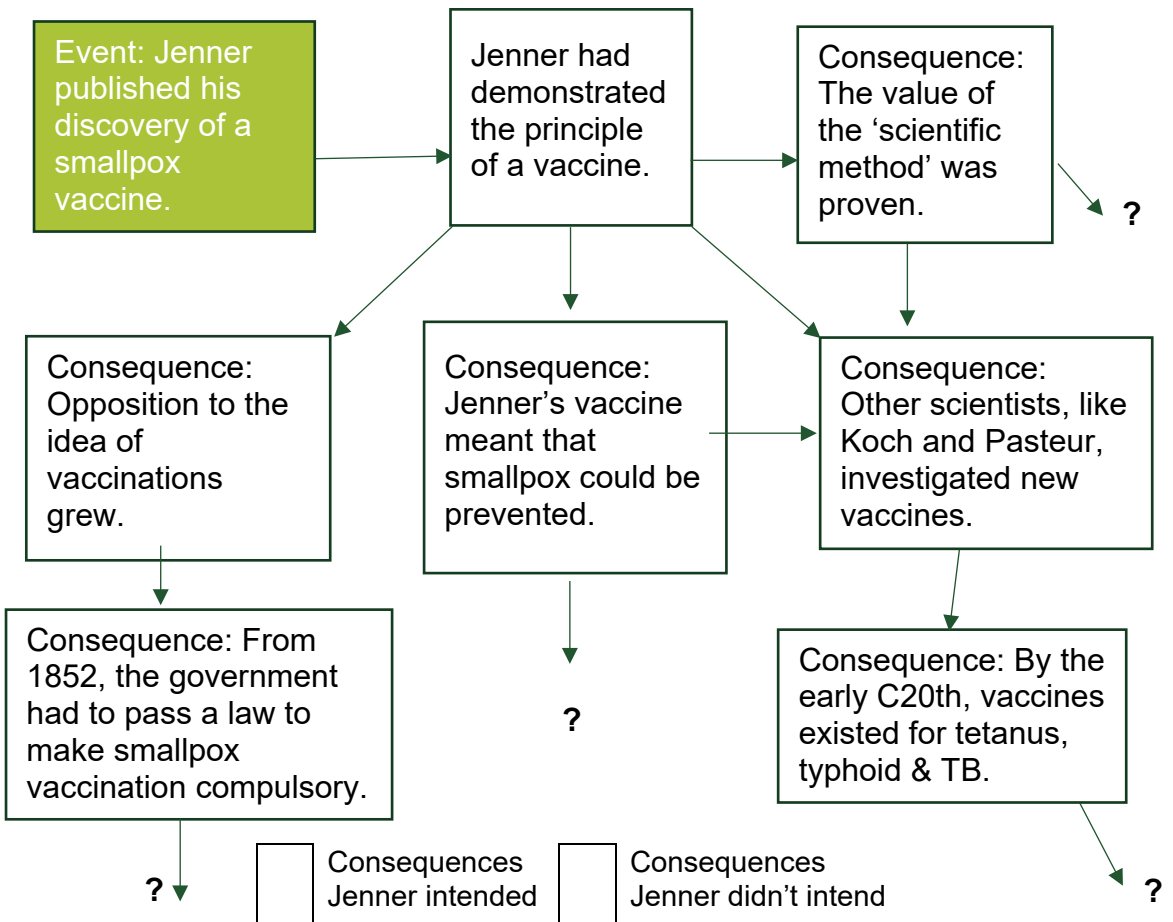 Event: Jenner
published his
discovery of a
smallpox
vaccine.
Jenner had
demonstrated
the principle
of a vaccine.
Consequence:
The value of
the ‘scientific
method’ was
proven.
?
Consequence:
Opposition to the
idea of
vaccinations
grew.
Consequence:
Jenner’s vaccine
meant that
smallpox could be
prevented.
Consequence:
Other scientists, like
Koch and Pasteur,
investigated new
vaccines.
Consequence: From
1852, the government
had to pass a law to
make smallpox
vaccination compulsory.
?
Consequence: By the
early C20th, vaccines
existed for tetanus,
typhoid & TB.
?
Consequences
Jenner intended
Consequences
Jenner didn’t intend
?